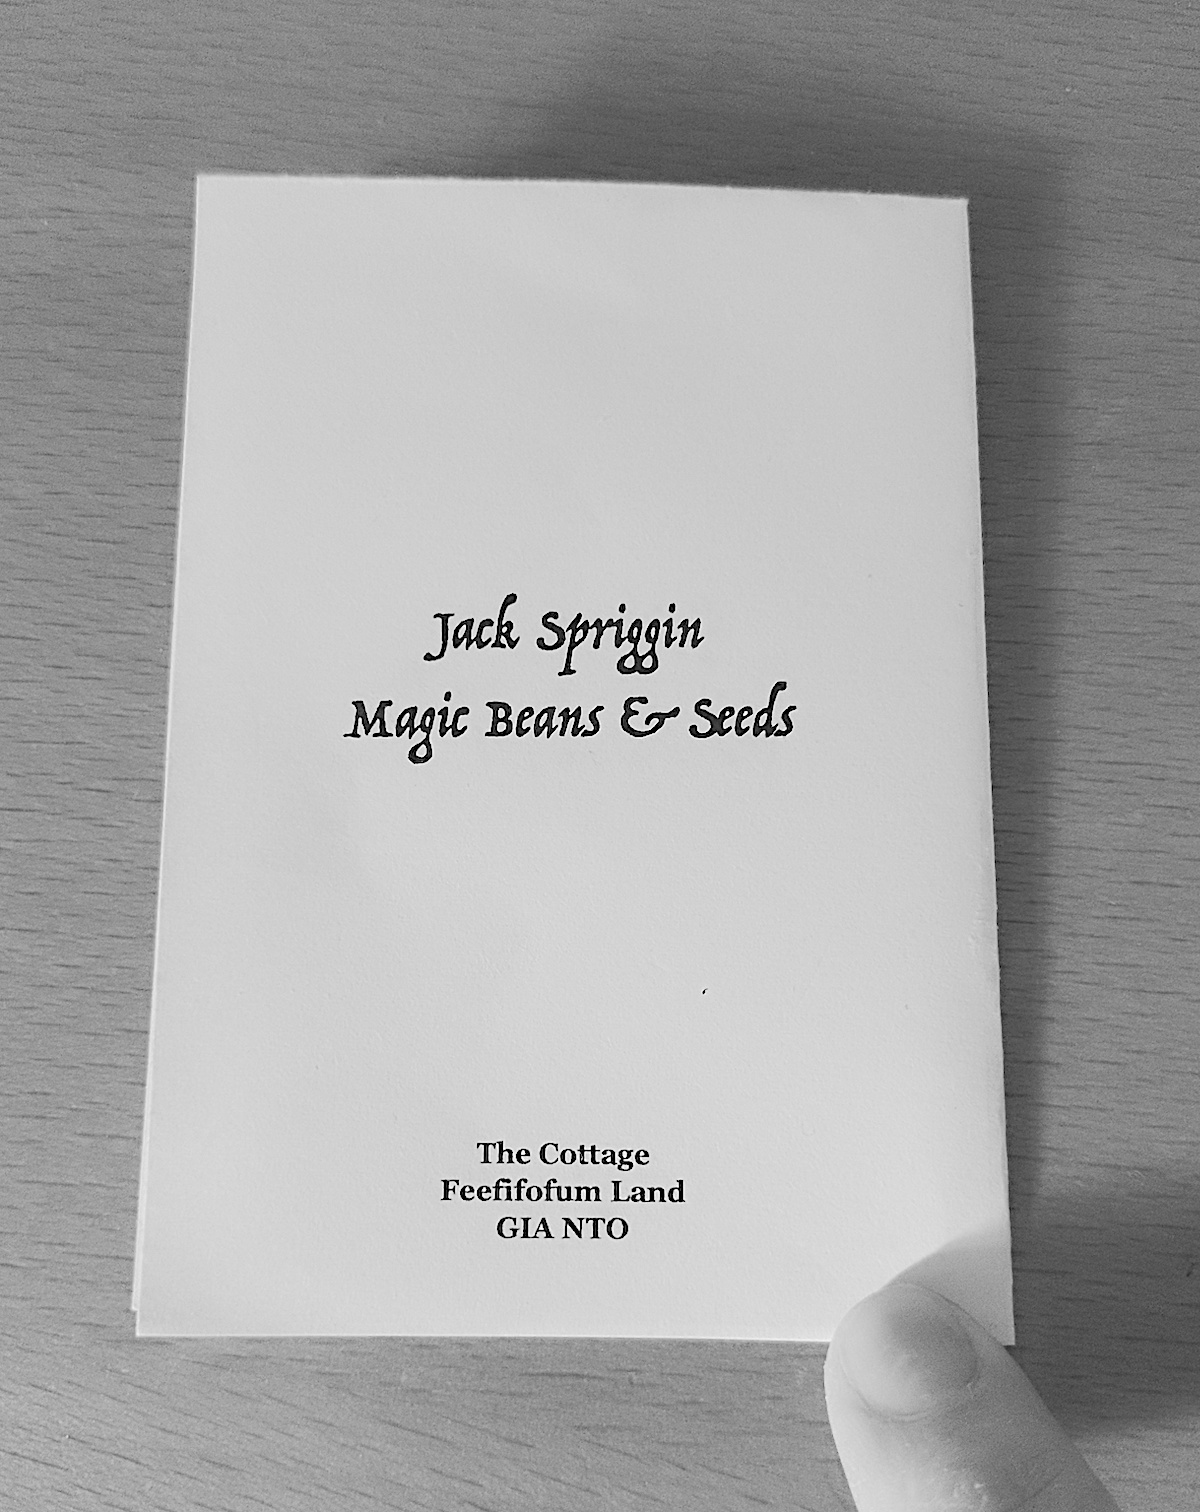 Jack Spriggin
Magic Beans & Seeds
The Cottage
Feefifofum Land
GIA NTO